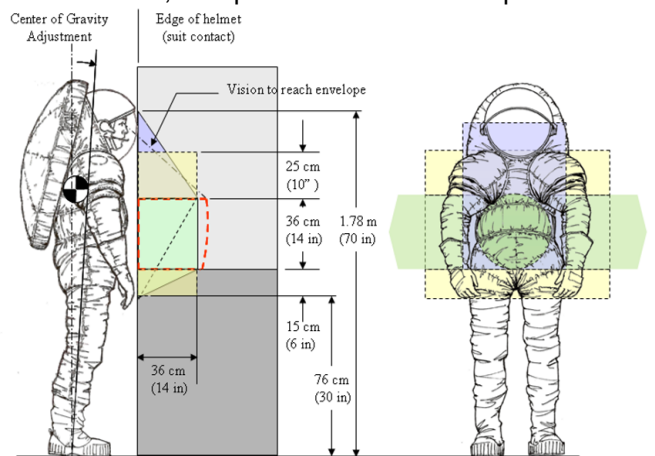 Center of Gravity
Adjustment
Edge of helmet
(suit contact)
Vision to reach envelope
25 cm
(10” )
36 cm
(14 in)
1.78 m
(70 in)
15 cm
(6 in)
36 cm
(14 in)
76 cm
(30 in)